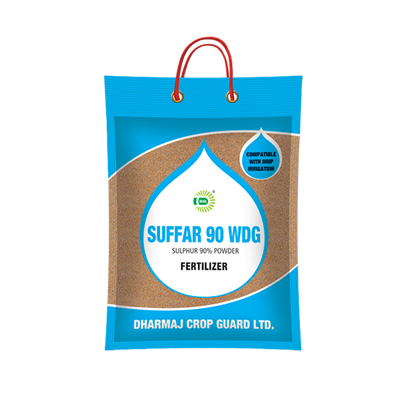 COMPATIBLE
WITH DRIP
IRRIGATION
SUFFAR 90 WDG
SULPHUR 90% POWDER
FERTILIZER
DHARMAJ CROP GUARD LTD.